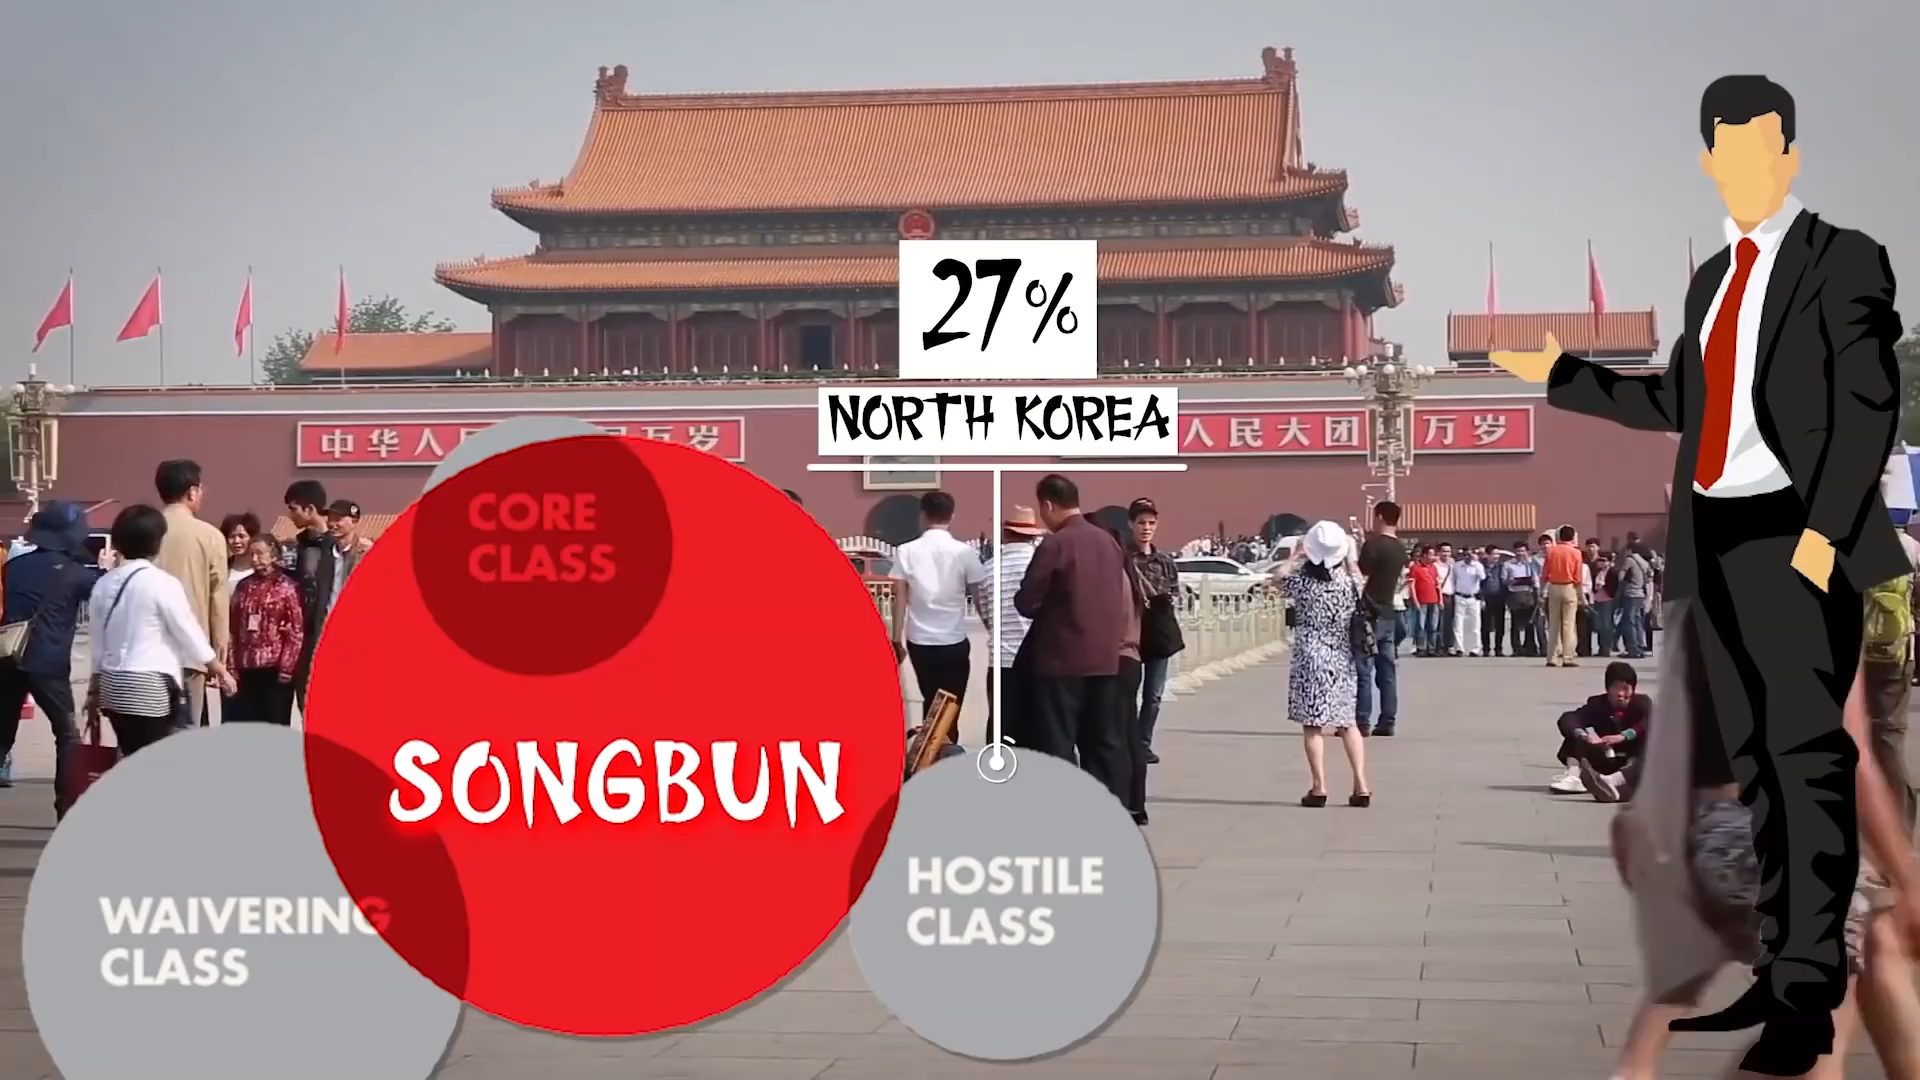 27%
NORTH KOREA
中华人
万岁
人民大团
万岁
CORE
CLASS
SONGBUN
HOSTILE
CLASS
WAIVERING
CLASS